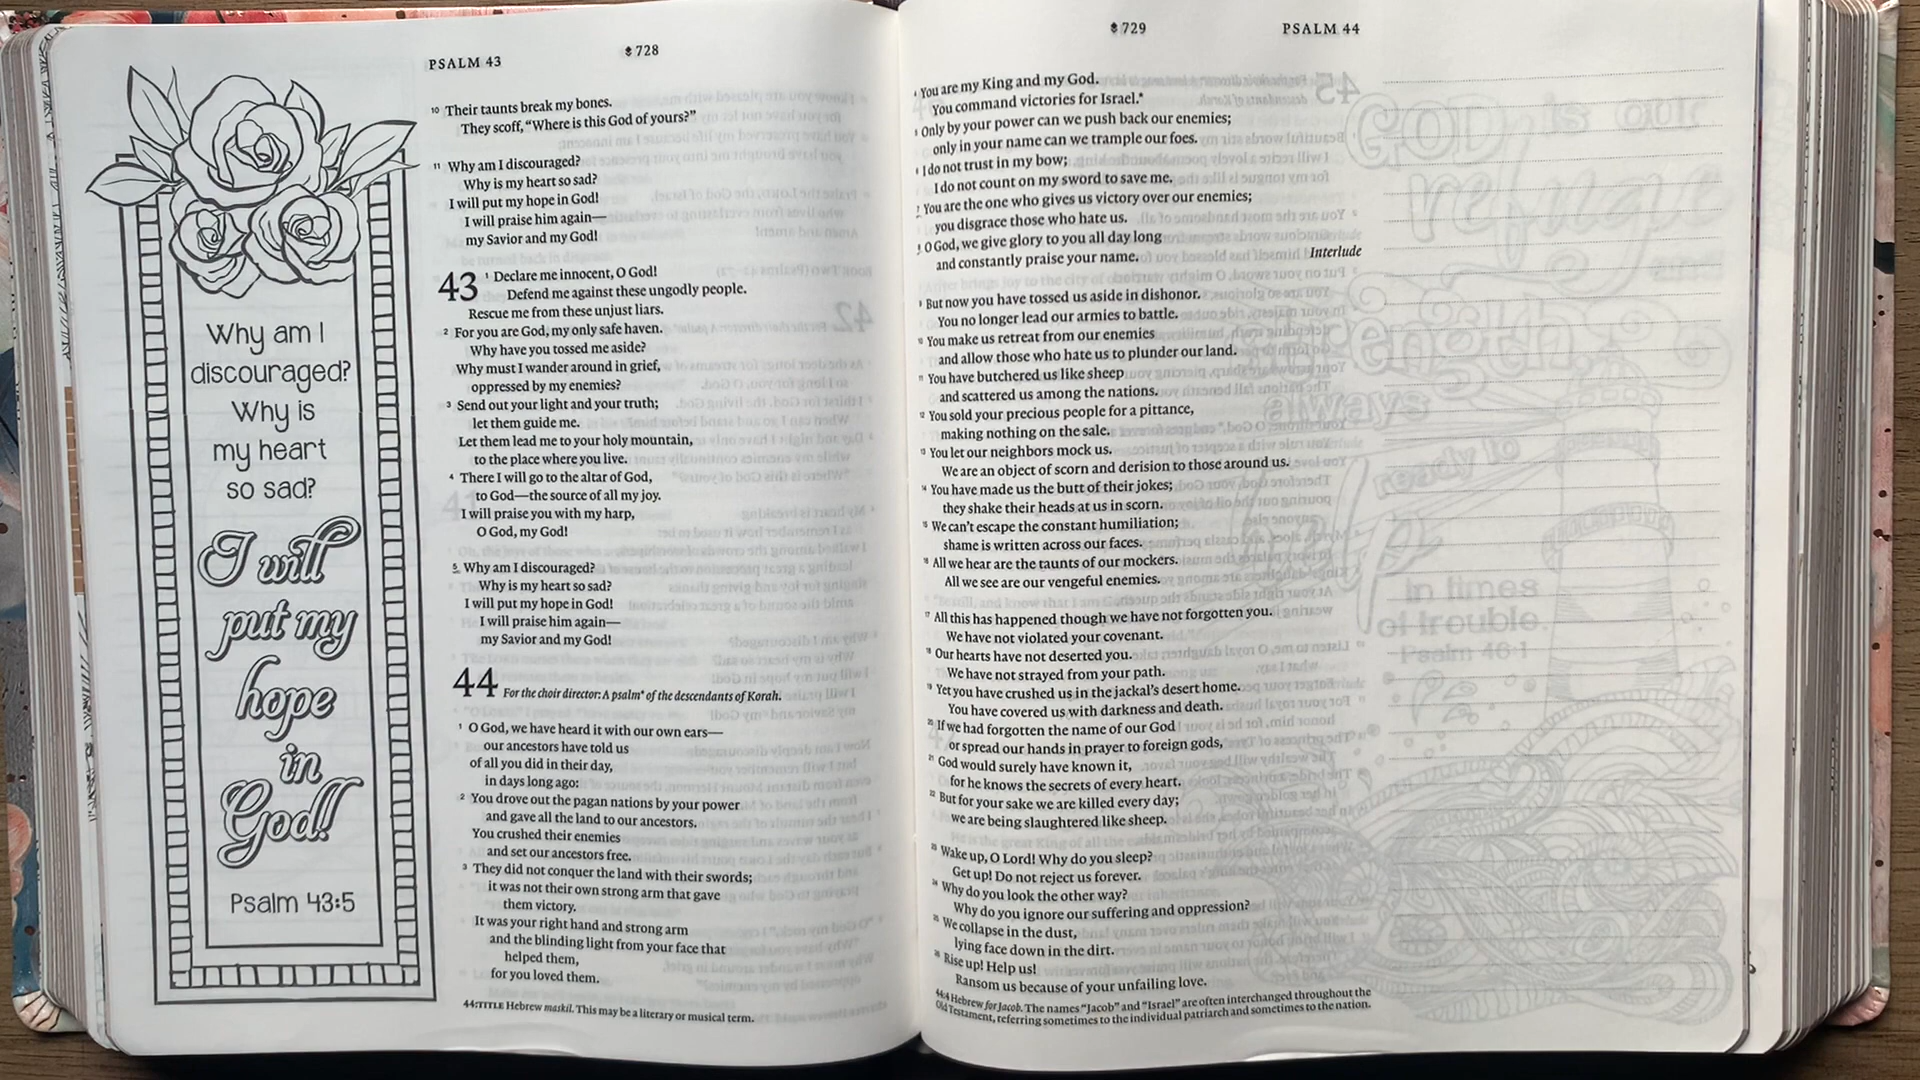 PSALM 43
728
Why am I
discouraged?
Why is
my heart
so sad?
I will
put my
hope
in
God!
Psalm 43:5
10 Their taunts break my bones.
They scoff, “Where is this God of yours?”
11 Why am I discouraged?
Why is my heart so sad?
I will put my hope in God!
I will praise him again—
my Savior and my God!
43 1 Declare me innocent, O God!
Defend me against these ungodly people.
Rescue me from these unjust liars.
2 For you are God, my only safe haven.
Why have you tossed me aside?
Why must I wander around in grief,
oppressed by my enemies?
3 Send out your light and your truth;
let them guide me.
Let them lead me to your holy mountain,
to the place where you live.
4 There I will go to the altar of God,
to God—the source of all my joy.
I will praise you with my harp,
O God, my God!
5 Why am I discouraged?
Why is my heart so sad?
I will put my hope in God!
I will praise him again—
my Savior and my God!
44 For the choir director: A psalm* of the descendants of Korah.
1 O God, we have heard it with our own ears—
our ancestors have told us
of all you did in their day,
in days long ago:
2 You drove out the pagan nations by your power
and gave all the land to our ancestors.
You crushed their enemies
and set our ancestors free.
3 They did not conquer the land with their swords;
it was not their own strong arm that gave
them victory.
It was your right hand and strong arm
and the blinding light from your face that
helped them,
for you loved them.
44:TITLE Hebrew maskil. This may be a literary or musical term.
729
PSALM 44
4 You are my King and my God.
You command victories for Israel.*
5 Only by your power can we push back our enemies;
only in your name can we trample our foes.
6 I do not trust in my bow;
I do not count on my sword to save me.
7 You are the one who gives us victory over our enemies;
you disgrace those who hate us.
8 O God, we give glory to you all day long
and constantly praise your name. Interlude
9 But now you have tossed us aside in dishonor.
You no longer lead our armies to battle.
10 You make us retreat from our enemies
and allow those who hate us to plunder our land.
11 You have butchered us like sheep
and scattered us among the nations.
12 You sold your precious people for a pittance,
making nothing on the sale.
13 You let our neighbors mock us.
We are an object of scorn and derision to those around us.
14 You have made us the butt of their jokes;
they shake their heads at us in scorn.
15 We can’t escape the constant humiliation;
shame is written across our faces.
16 All we hear are the taunts of our mockers.
All we see are our vengeful enemies.
17 All this has happened though we have not forgotten you.
We have not violated your covenant.
18 Our hearts have not deserted you.
We have not strayed from your path.
19 Yet you have crushed us in the jackal’s desert home.
You have covered us with darkness and death.
20 If we had forgotten the name of our God
or spread our hands in prayer to foreign gods,
21 God would surely have known it,
for he knows the secrets of every heart.
22 But for your sake we are killed every day;
we are being slaughtered like sheep.
23 Wake up, O Lord! Why do you sleep?
Get up! Do not reject us forever.
24 Why do you look the other way?
Why do you ignore our suffering and oppression?
25 We collapse in the dust,
lying face down in the dirt.
26 Rise up! Help us!
Ransom us because of your unfailing love.
44:4 Hebrew for Jacob. The names “Jacob” and “Israel” are often interchanged throughout the
Old Testament, referring sometimes to the individual patriarch and sometimes to the nation.
GOD is our
refuge
and
strength,
always
ready to
help
in times
of trouble.
Psalm 46:1